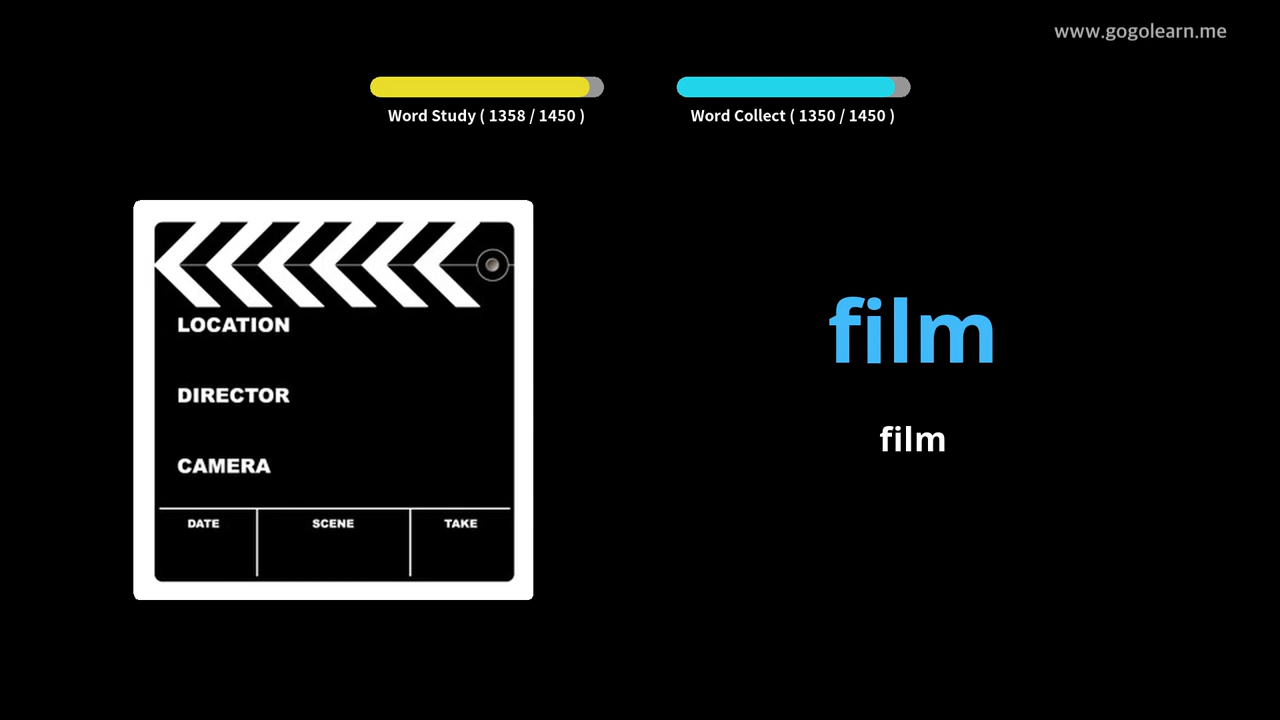 www.gogolearn.me
Word Study ( 1358 / 1450 )
Word Collect ( 1350 / 1450 )
LOCATION
DIRECTOR
CAMERA
DATE
SCENE
TAKE
film
film